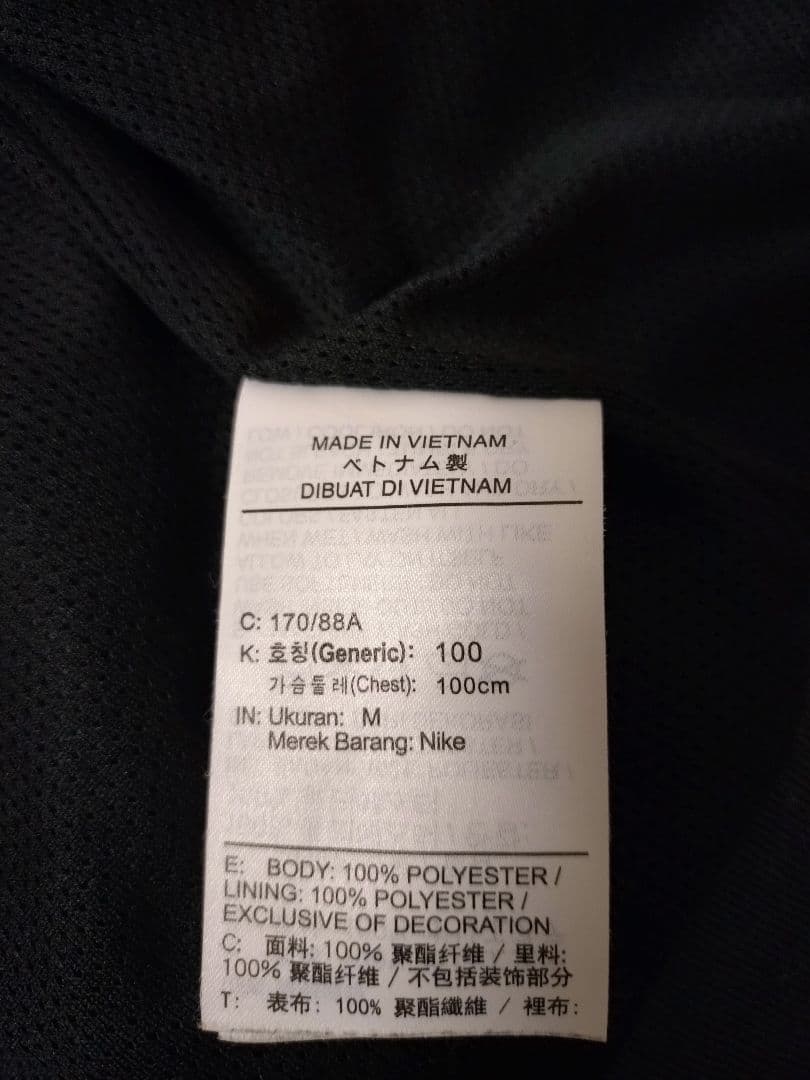 MADE IN VIETNAM
ベトナム製
DIBUAT DI VIETNAM
C: 170/88A
K: 호칭(Generic): 100
가슴둘레(Chest): 100cm
IN: Ukuran: M
Merek Barang: Nike
E: BODY: 100% POLYESTER /
LINING: 100% POLYESTER /
EXCLUSIVE OF DECORATION
C: 面料: 100% 聚酯纤维 / 里料:
100% 聚酯纤维 / 不包括装饰部分
T: 表布: 100% 聚酯纖維 / 裡布: